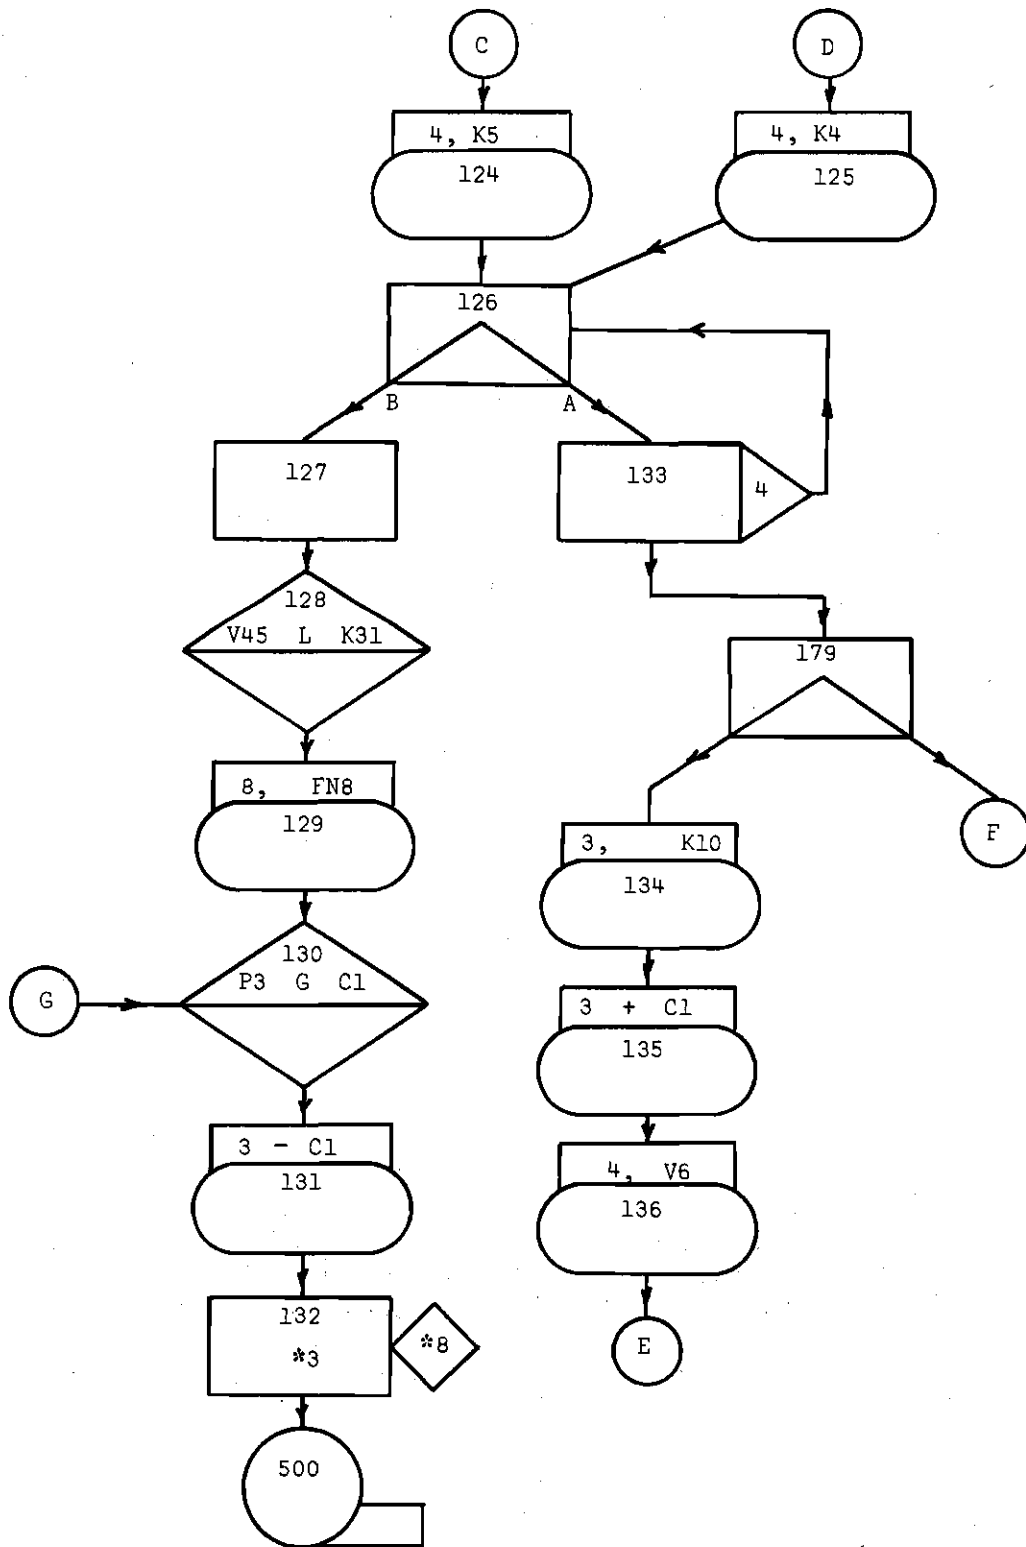 C
D
4, K5
4, K4
124
125
126
B
A
127
133
4
128
V45 L K31
179
8, FN8
129
F
3, K10
134
130
P3 G C1
G
3 + C1
135
3 - C1
131
4, V6
136
132
*3
*8
E
500